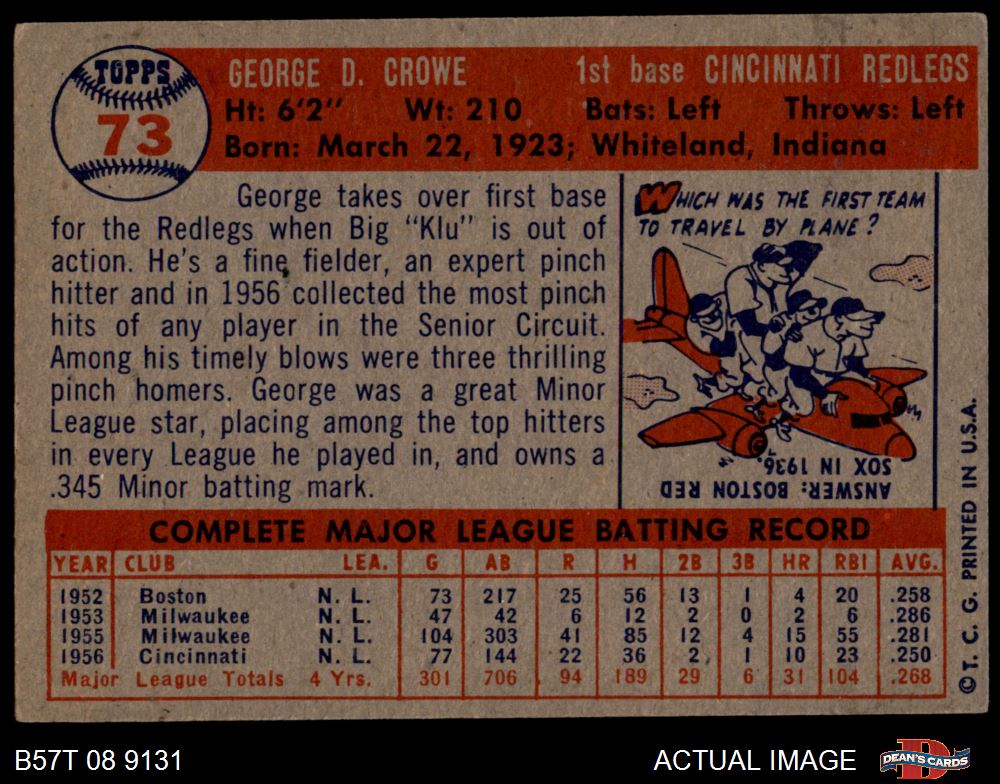 TOPPS
73
GEORGE D. CROWE 1st base CINCINNATI REDLEGS
Ht: 6'2" Wt: 210 Bats: Left Throws: Left
Born: March 22, 1923; Whiteland, Indiana
George takes over first base
for the Redlegs when Big "Klu" is out of
action. He's a fine fielder, an expert pinch
hitter and in 1956 collected the most pinch
hits of any player in the Senior Circuit.
Among his timely blows were three thrilling
pinch homers. George was a great Minor
League star, placing among the top hitters
in every League he played in, and owns a
.345 Minor batting mark.
WHICH WAS THE FIRST TEAM
TO TRAVEL BY PLANE?
ANSWER: BOSTON RED
SOX IN 1936.
COMPLETE MAJOR LEAGUE BATTING RECORD
YEAR CLUB LEA. G AB R H 2B 3B HR RBI AVG.
1952 Boston N. L. 73 217 25 56 13 1 4 20 .258
1953 Milwaukee N. L. 47 42 6 12 2 0 2 6 .286
1955 Milwaukee N. L. 104 303 41 85 12 4 15 55 .281
1956 Cincinnati N. L. 77 144 22 36 2 1 10 23 .250
Major League Totals 4 Yrs. 301 706 94 189 29 6 31 104 .268
© T. C. G. PRINTED IN U.S.A.
B57T 08 9131 ACTUAL IMAGE
D
DEAN'S CARDS